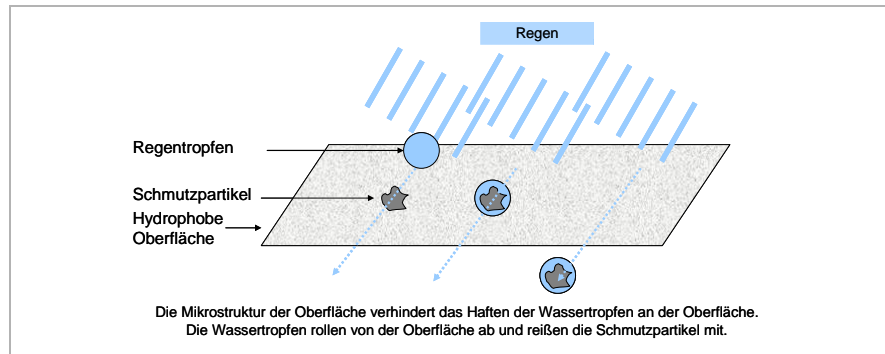 Regen
Regentropfen
Schmutzpartikel
Hydrophobe
Oberfläche
Die Mikrostruktur der Oberfläche verhindert das Haften der Wassertropfen an der Oberfläche.
Die Wassertropfen rollen von der Oberfläche ab und reißen die Schmutzpartikel mit.